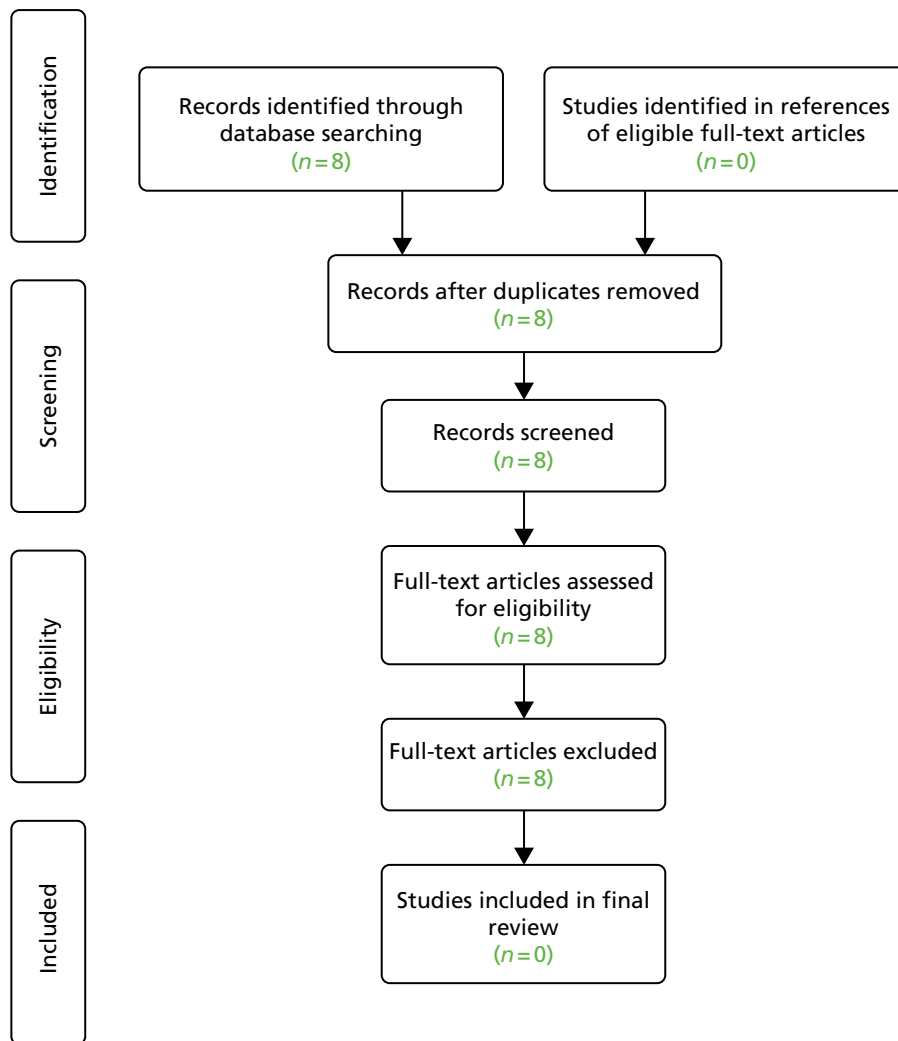 Identification
Records identified through
database searching
(n=8)
Studies identified in references
of eligible full-text articles
(n=0)
Screening
Records after duplicates removed
(n=8)
Records screened
(n=8)
Eligibility
Full-text articles assessed
for eligibility
(n=8)
Full-text articles excluded
(n=8)
Included
Studies included in final
review
(n=0)